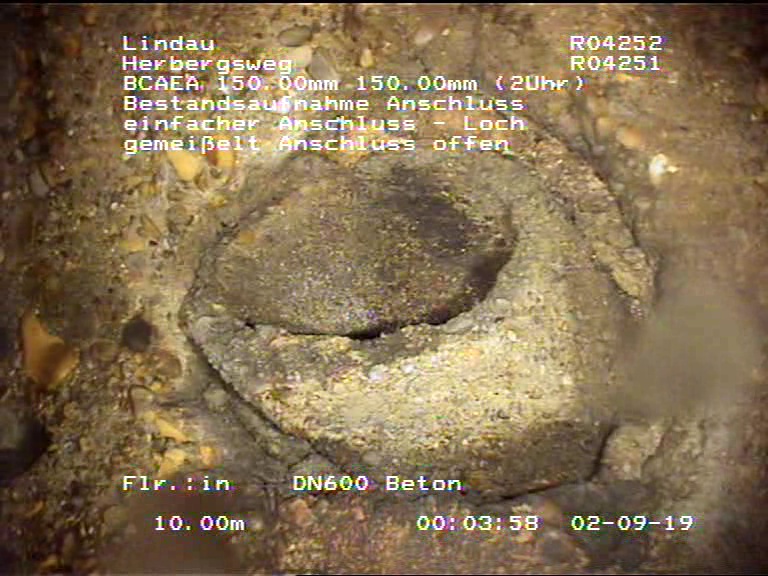 Lindau R04252
Herbergsweg R04251
BCAEA 150.00mm 150.00mm (2Uhr)
Bestandsaufnahme Anschluss
einfacher Anschluss - Loch
gemeißelt Anschluss offen
Flr.:in DN600 Beton
10.00m 00:03:58 02-09-19